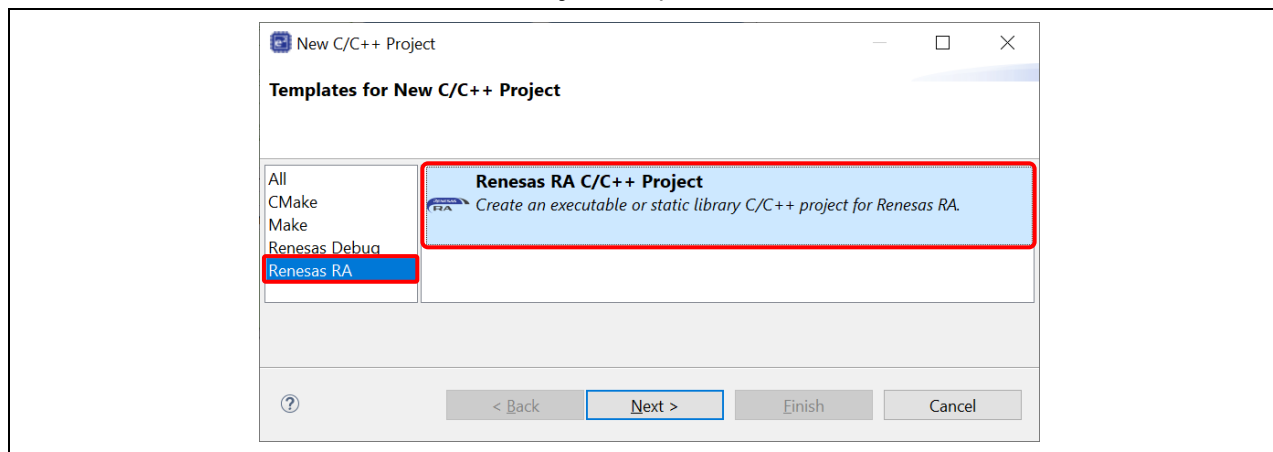 New C/C++ Project
Templates for New C/C++ Project
All
CMake
Make
Renesas Debug
Renesas RA
Renesas RA C/C++ Project
RA
Create an executable or static library C/C++ project for Renesas RA.
?
< Back
Next >
Finish
Cancel